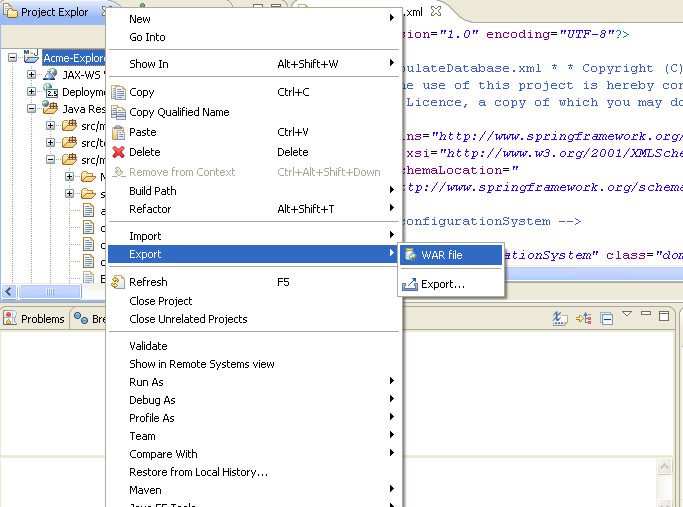 Project Explor
.xml
New
Go Into
Show In Alt+Shift+W
Copy Ctrl+C
Copy Qualified Name
Paste Ctrl+V
Delete Delete
Remove from Context Ctrl+Alt+Shift+Down
Build Path
Refactor Alt+Shift+T
Import
Export
Refresh F5
Close Project
Close Unrelated Projects
Validate
Show in Remote Systems view
Run As
Debug As
Profile As
Team
Compare With
Restore from Local History...
Maven
Java EE Tools
WAR file
Export...
Acme-Explore
JAX-WS
Deployme
Java Res
src/m
src/te
src/m
Problems
Bre
sion="1.0" encoding="UTF-8"?>
pulateDatabase.xml * * Copyright (C)
he use of this project is hereby con
Licence, a copy of which you may do
ns="http://www.springframework.org/
xsi="http://www.w3.org/2001/XMLSche
chemaLocation="
ttp://www.springframework.org/schema
onfigurationSystem -->
ationSystem" class="dom